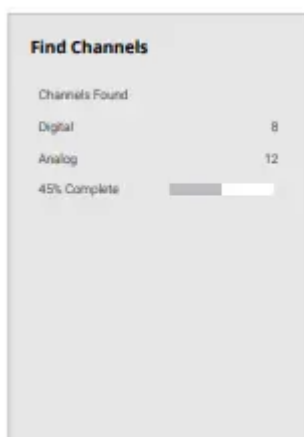 Find Channels
Channels Found
Digital 8
Analog 12
45% Complete